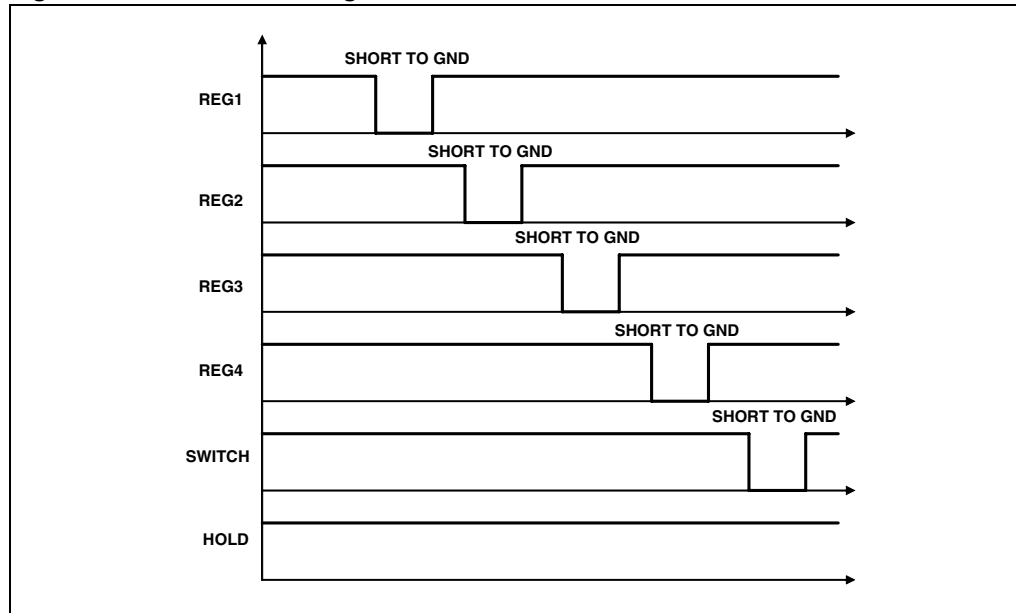 SHORT TO GND
REG1
SHORT TO GND
REG2
SHORT TO GND
REG3
SHORT TO GND
REG4
SHORT TO GND
SWITCH
HOLD